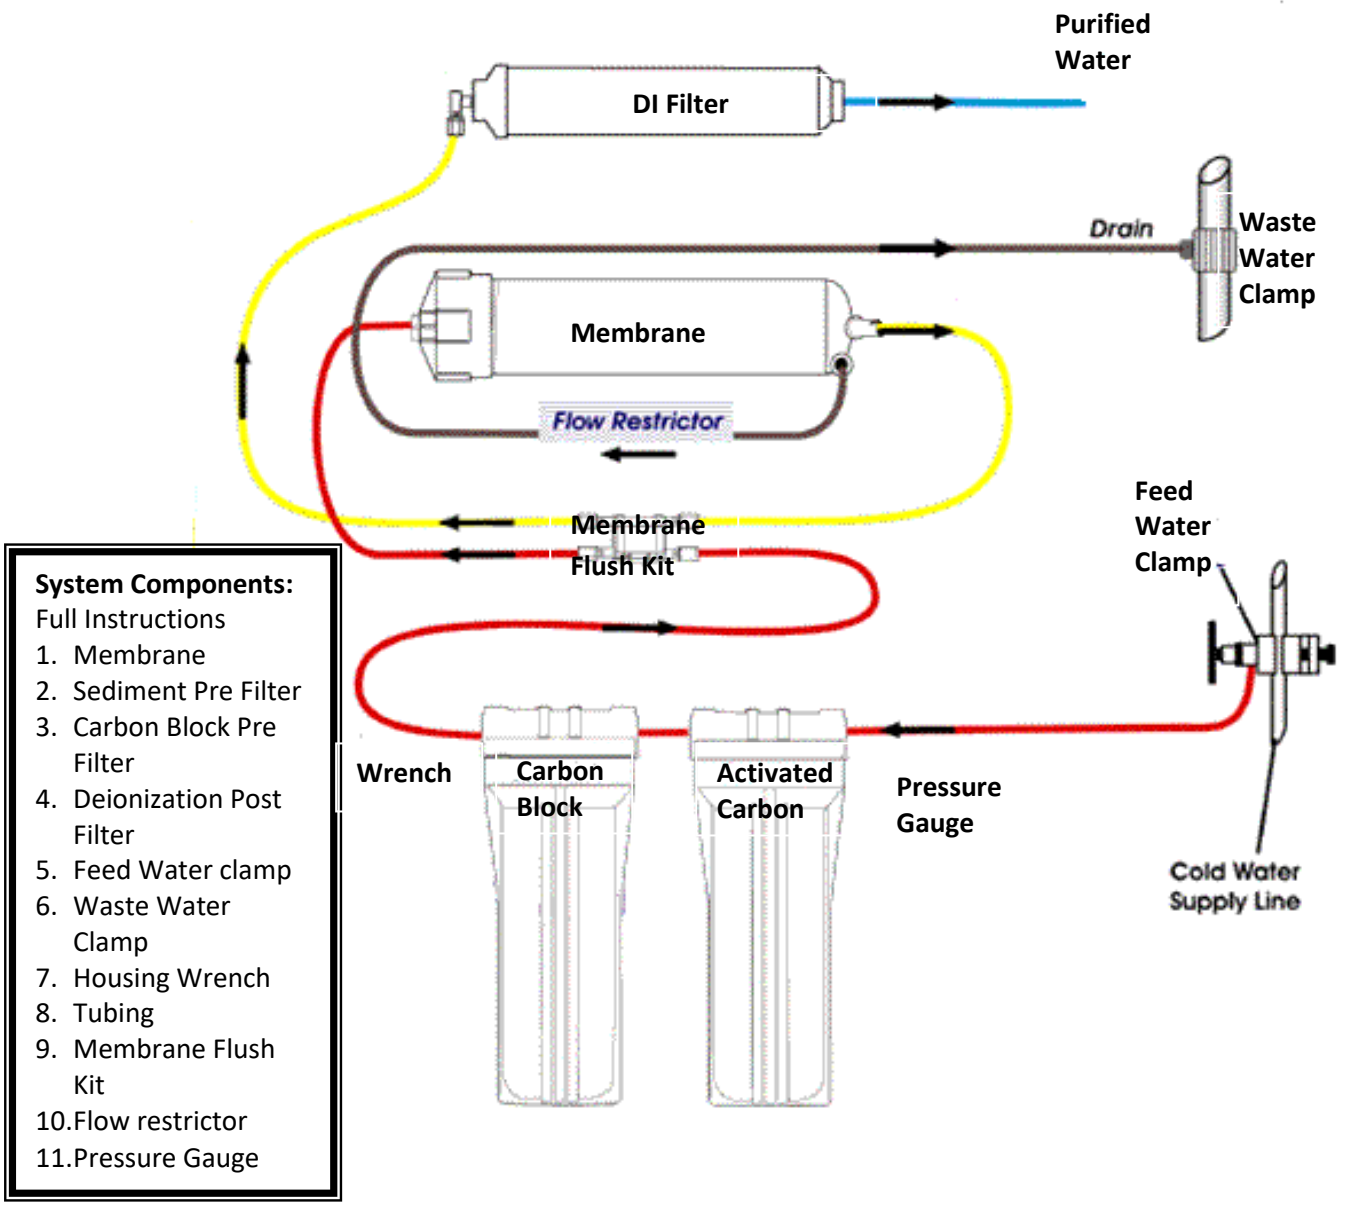 Purified
Water
DI Filter
Drain
Waste
Water
Clamp
Membrane
Flow Restrictor
Feed
Water
Clamp
Membrane
Flush Kit
System Components:
Full Instructions
1. Membrane
2. Sediment Pre Filter
3. Carbon Block Pre
Filter
4. Deionization Post
Filter
5. Feed Water clamp
6. Waste Water
Clamp
7. Housing Wrench
8. Tubing
9. Membrane Flush
Kit
10.Flow restrictor
11.Pressure Gauge
Wrench
Carbon
Block
Activated
Carbon
Pressure
Gauge
Cold Water
Supply Line